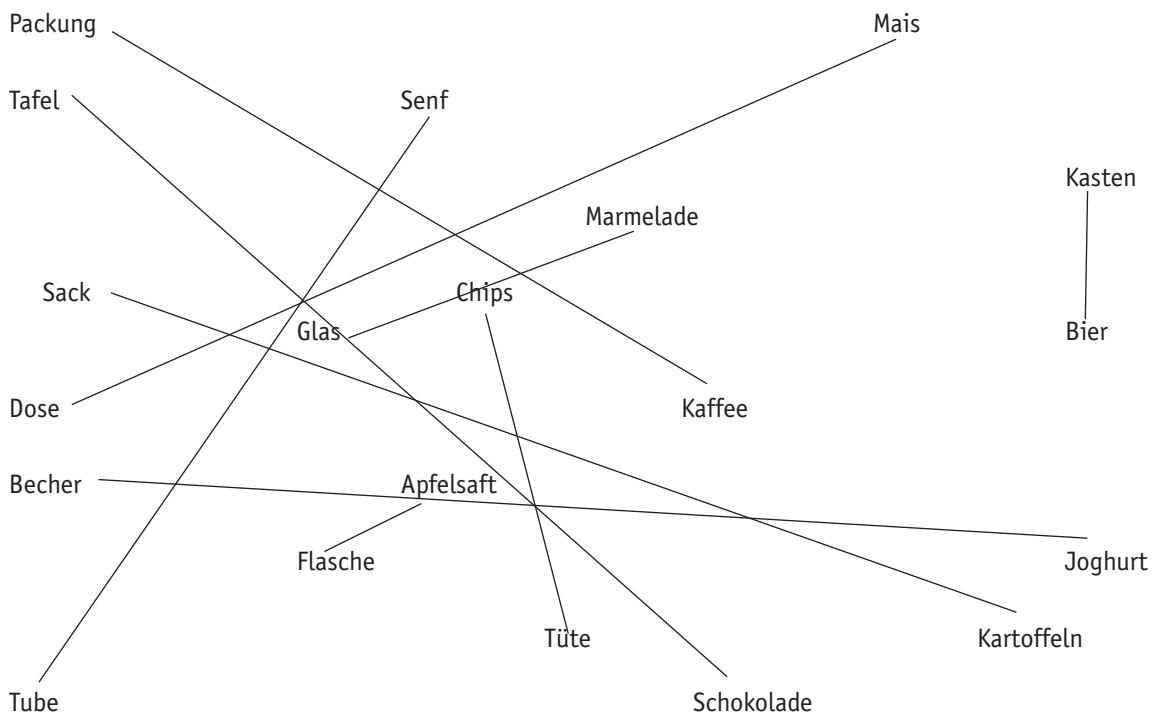 Packung Mais
Tafel Senf
Kasten
Marmelade
Sack Chips
Glas Bier
Dose Kaffee
Becher Apfelsaft
Flasche Joghurt
Tüte Kartoffeln
Tube Schokolade